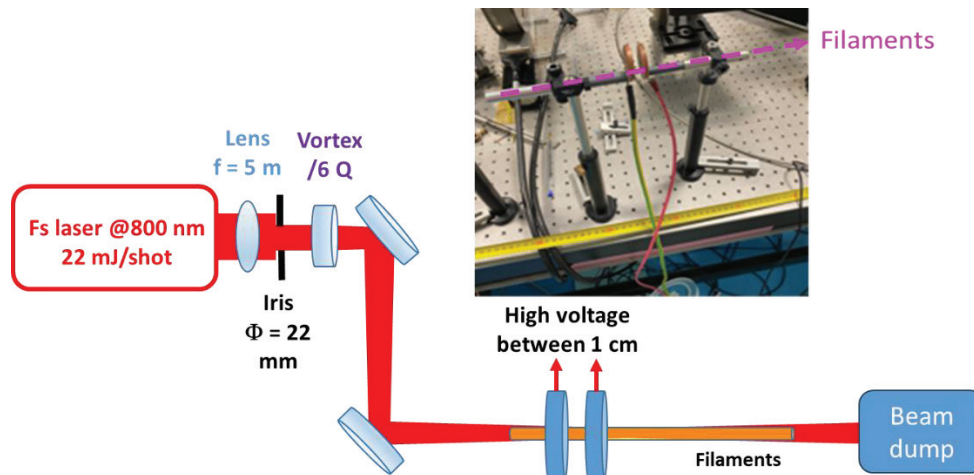 Filaments
Lens
f = 5 m
Vortex
/6 Q
Fs laser @800 nm
22 mJ/shot
Iris
Φ = 22
mm
High voltage
between 1 cm
Filaments
Beam
dump